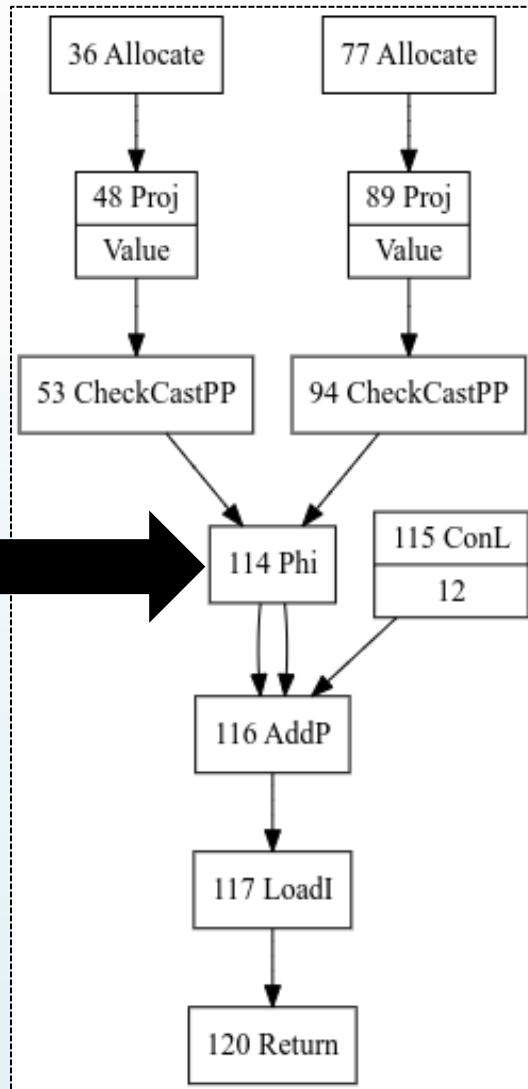 36 Allocate
77 Allocate
48 Proj
Value
89 Proj
Value
53 CheckCastPP
94 CheckCastPP
114 Phi
115 ConL
12
116 AddP
117 LoadI
120 Return